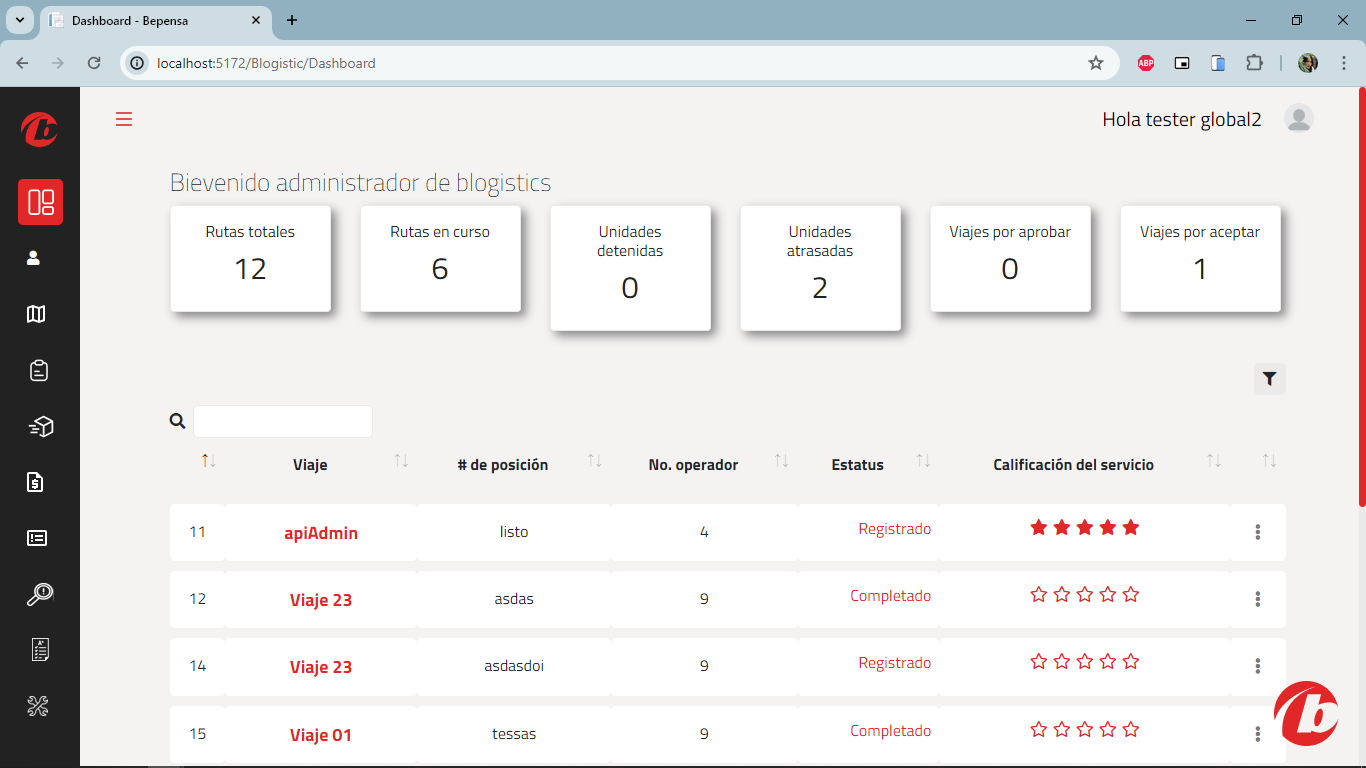 Dashboard - Bepensa
localhost:5172/Blogistic/Dashboard
ABP
b
Hola tester global2
Bievenido administrador de blogistics
Rutas totales
12
Rutas en curso
6
Unidades
detenidas
0
Unidades
atrasadas
2
Viajes por aprobar
0
Viajes por aceptar
1
Viaje # de posición No. operador Estatus Calificación del servicio
11 apiAdmin listo 4 Registrado
12 Viaje 23 asdas 9 Completado
14 Viaje 23 asdasdoi 9 Registrado
15 Viaje 01 tessas 9 Completado
b